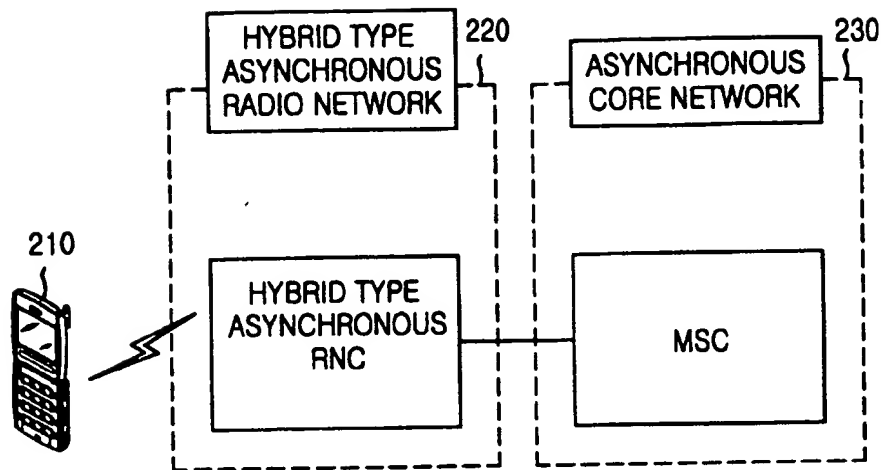 HYBRID TYPE
ASYNCHRONOUS
RADIO NETWORK
220
ASYNCHRONOUS
CORE NETWORK
230
210
HYBRID TYPE
ASYNCHRONOUS
RNC
MSC